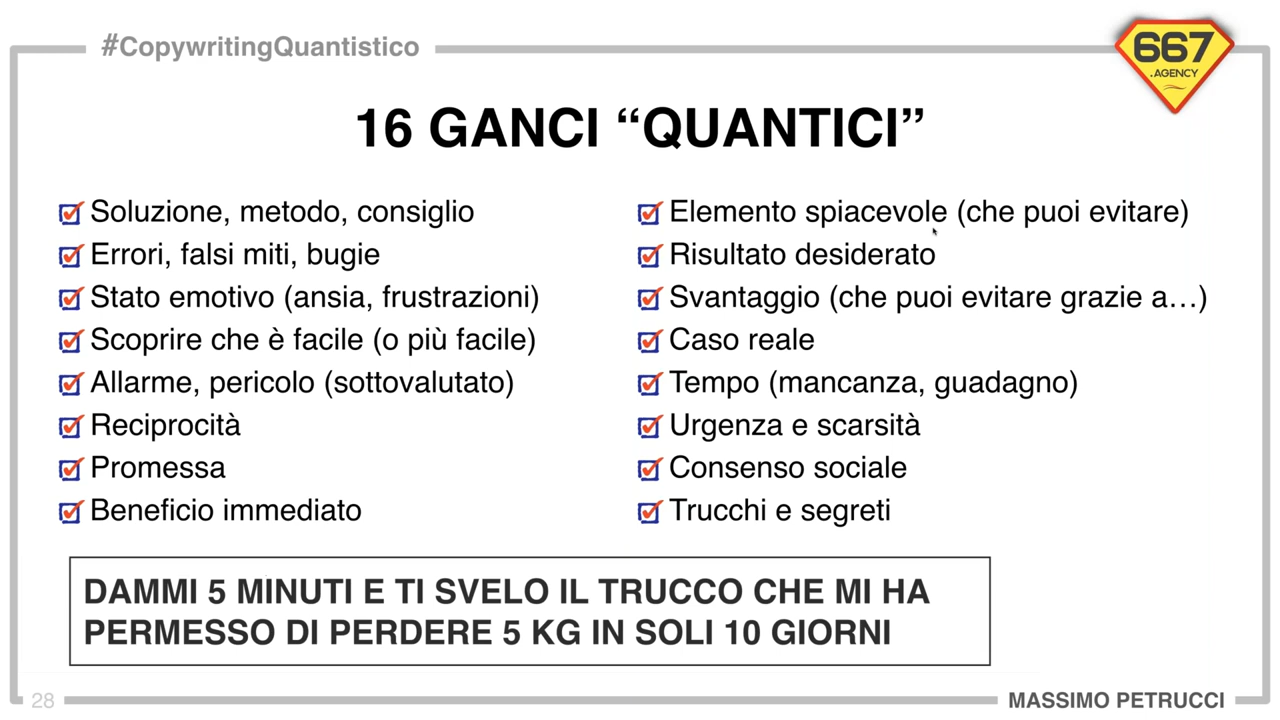 #CopywritingQuantistico
667
.AGENCY
16 GANCI “QUANTICI”
Soluzione, metodo, consiglio
Errori, falsi miti, bugie
Stato emotivo (ansia, frustrazioni)
Scoprire che è facile (o più facile)
Allarme, pericolo (sottovalutato)
Reciprocità
Promessa
Beneficio immediato
Elemento spiacevole (che puoi evitare)
Risultato desiderato
Svantaggio (che puoi evitare grazie a…)
Caso reale
Tempo (mancanza, guadagno)
Urgenza e scarsità
Consenso sociale
Trucchi e segreti
DAMMI 5 MINUTI E TI SVELO IL TRUCCO CHE MI HA
PERMESSO DI PERDERE 5 KG IN SOLI 10 GIORNI
28
MASSIMO PETRUCCI